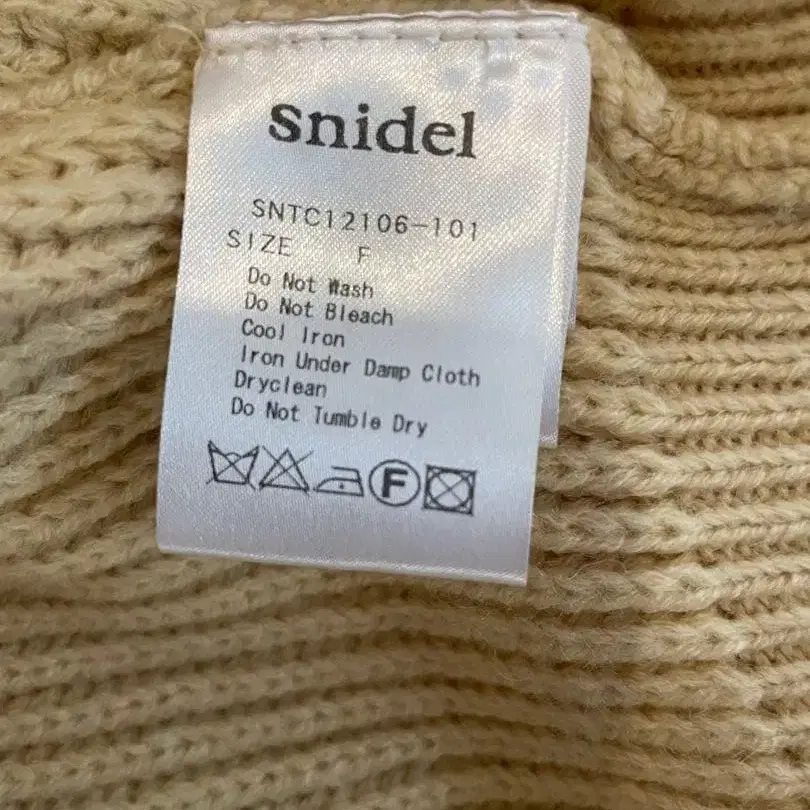 snidel
SNTC12106-101
SIZE F
Do Not Wash
Do Not Bleach
Cool Iron
Iron Under Damp Cloth
Dryclean
Do Not Tumble Dry
F